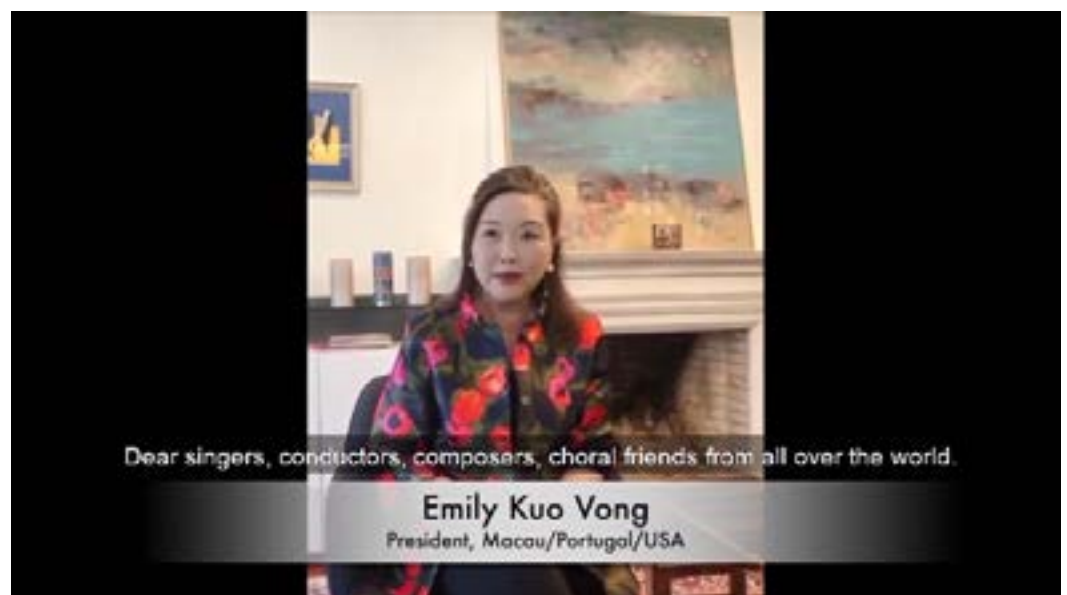 Dear singers, conductors, composers, choral friends from all over the world.
Emily Kuo Vong
President, Macau/Portugal/USA